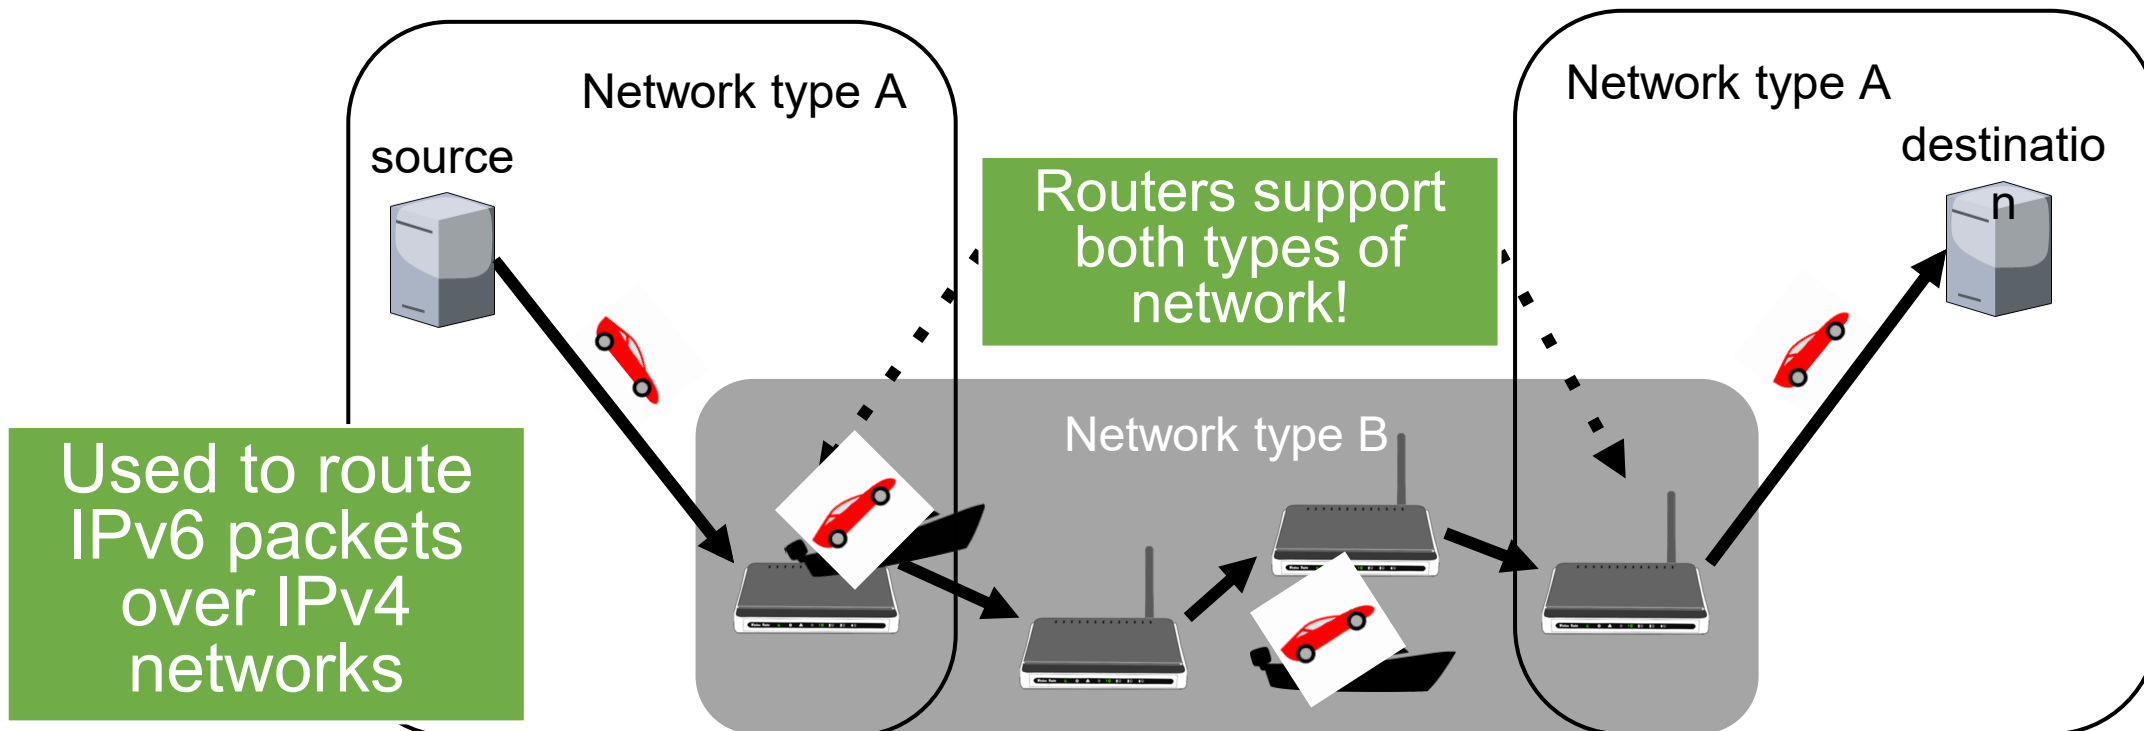 Network type A
Network type A
source
destinatio
n
Routers support
both types of
network!
Network type B
Used to route
IPv6 packets
over IPv4
networks